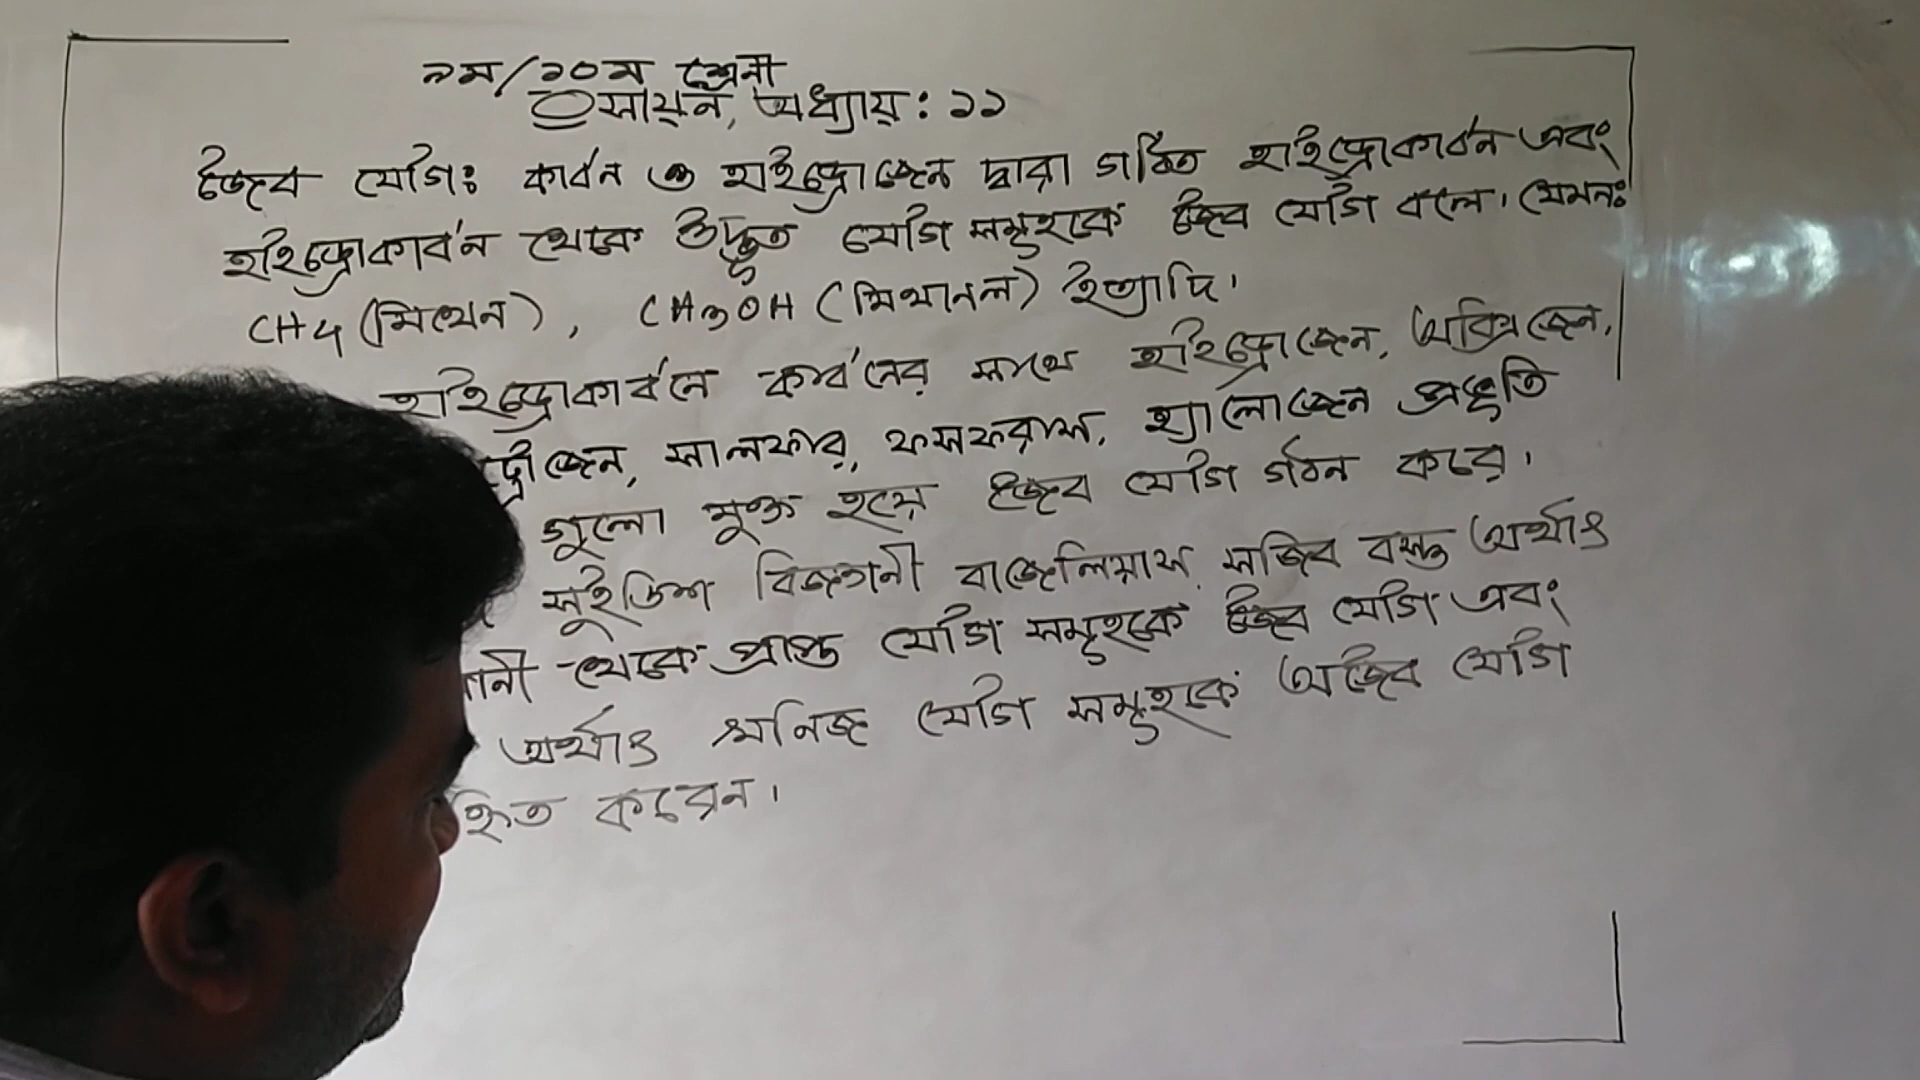 ৯ম/১০ম শ্রেনী
রসায়ন, অধ্যায়: ১১
জৈব যৌগঃ কার্বন ও হাইড্রোজেন দ্বারা গঠিত হাইড্রোকার্বন এবং
হাইড্রোকার্বন থেকে উদ্ভূত যৌগ সমূহকে জৈব যৌগ বলে। যেমনঃ
CH4 (মিথেন), CH3OH (মিথানল) ইত্যাদি।
হাইড্রোকার্বনে কার্বনের সাথে হাইড্রোজেন, অক্সিজেন,
সালফার, ফসফরাস, হ্যালোজেন প্রভৃতি
গুলো যুক্ত হয়ে জৈব যৌগ গঠন করে।
সুইডিশ বিজ্ঞানী বার্জেলিয়াস সজিব বস্তু অর্থাৎ
থেকে প্রাপ্ত যৌগ সমূহকে জৈব যৌগ এবং
অর্থাৎ খনিজ যৌগ সমূহকে অজৈব যৌগ
করেন।